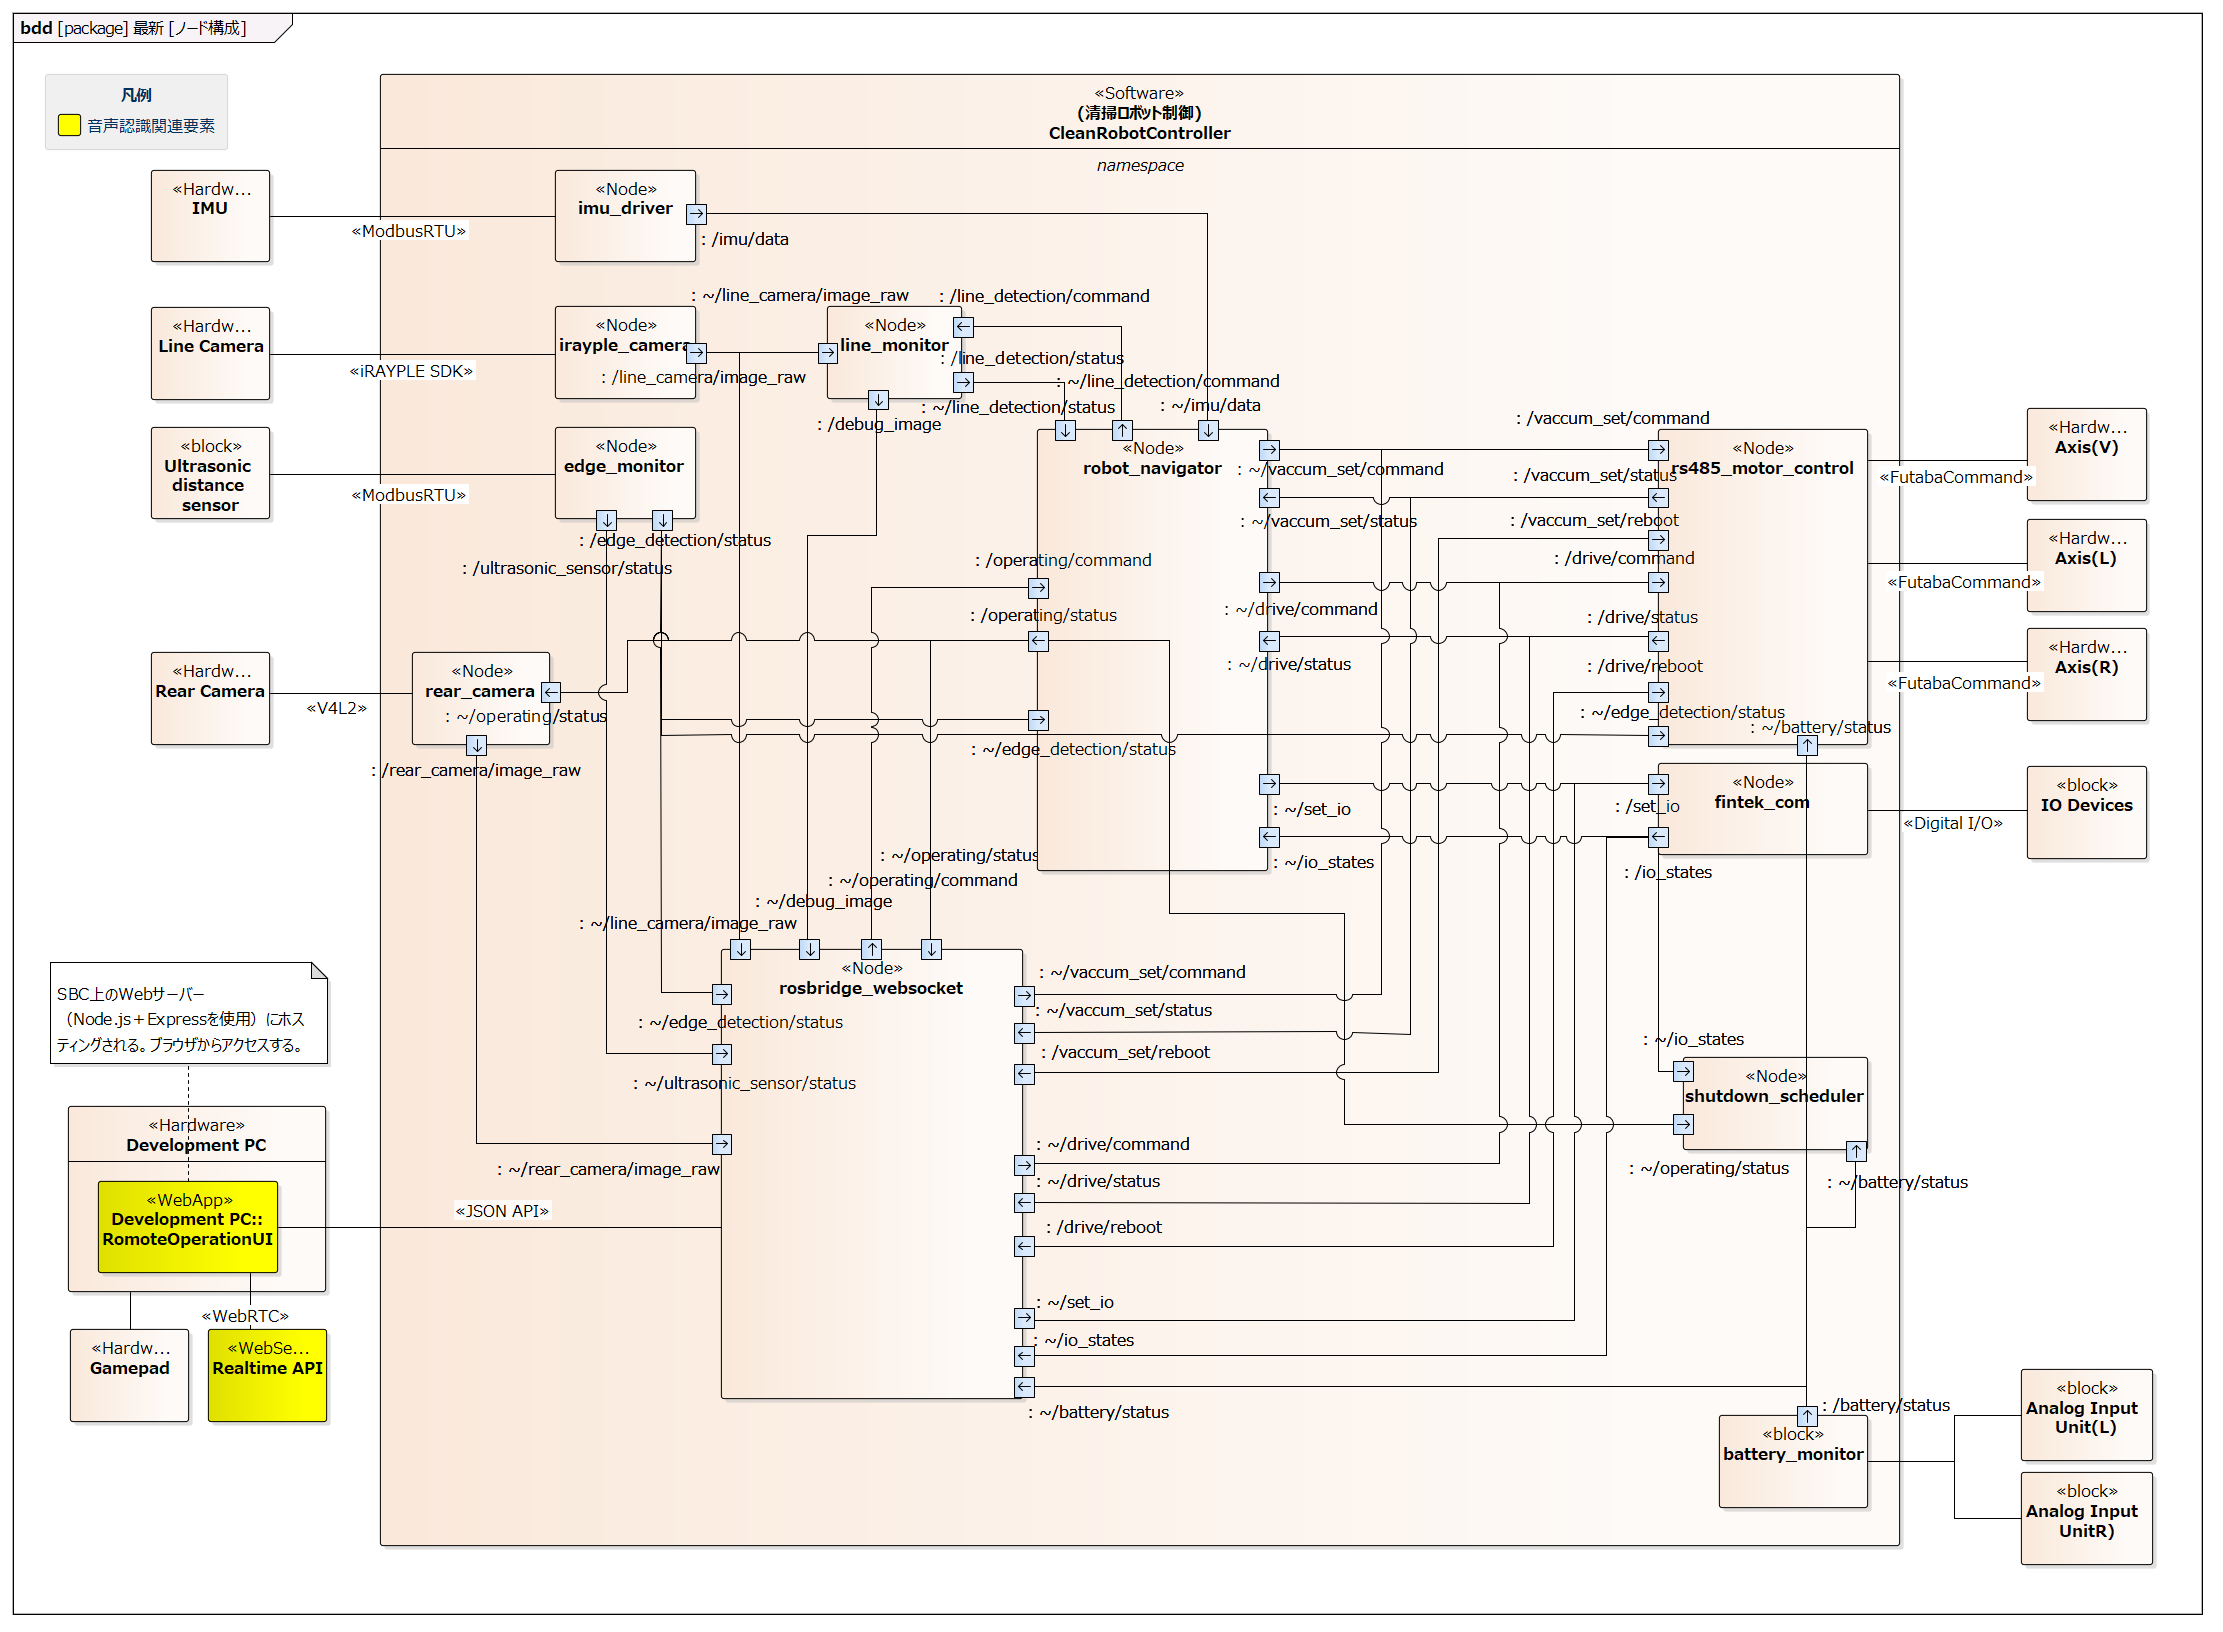 bdd [package] 最新 [ノード構成]
凡例
音声認識関連要素
«Software»
(清掃ロボット制御)
CleanRobotController
namespace
«Hardw...
IMU
«ModbusRTU»
«Node»
imu_driver
: /imu/data
: ~/line_camera/image_raw
: /line_detection/command
«Hardw...
Line Camera
«iRAYPLE SDK»
«Node»
irayple_camera
: /line_camera/image_raw
«Node»
line_monitor
: /line_detection/status
: ~/line_detection/command
: ~/line_detection/status
: ~/imu/data
: /debug_image
«block»
Ultrasonic
distance
sensor
«ModbusRTU»
«Node»
edge_monitor
: /edge_detection/status
: /ultrasonic_sensor/status
«Node»
robot_navigator
: /vaccum_set/command
: ~/vaccum_set/command
: /vaccum_set/status
: ~/vaccum_set/status
: /vaccum_set/reboot
: /drive/command
: ~/drive/command
: /drive/status
: ~/drive/status
: /drive/reboot
: ~/edge_detection/status
: ~/battery/status
«Node»
rs485_motor_control
«Hardw...
Axis(V)
«FutabaCommand»
«Hardw...
Axis(L)
«FutabaCommand»
«Hardw...
Axis(R)
«FutabaCommand»
: /operating/command
: /operating/status
: ~/edge_detection/status
«Hardw...
Rear Camera
«V4L2»
«Node»
rear_camera
: ~/operating/status
: /rear_camera/image_raw
: ~/set_io
: ~/io_states
: /set_io
: /io_states
«Node»
fintek_com
«Digital I/O»
«block»
IO Devices
: ~/operating/status
: ~/operating/command
: ~/debug_image
: ~/line_camera/image_raw
«Node»
rosbridge_websocket
: ~/edge_detection/status
: ~/ultrasonic_sensor/status
: ~/rear_camera/image_raw
: ~/vaccum_set/command
: ~/vaccum_set/status
: /vaccum_set/reboot
: ~/drive/command
: ~/drive/status
: /drive/reboot
: ~/set_io
: ~/io_states
: ~/battery/status
: ~/io_states
«Node»
shutdown_scheduler
: ~/operating/status
: ~/battery/status
SBC上のWebサーバー
（Node.js＋Expressを使用）にホス
ティングされる。ブラウザからアクセスする。
«Hardware»
Development PC
«WebApp»
Development PC::
RomoteOperationUI
«JSON API»
«WebRTC»
«Hardw...
Gamepad
«WebSe...
Realtime API
: /battery/status
«block»
battery_monitor
«block»
Analog Input
Unit(L)
«block»
Analog Input
UnitR)